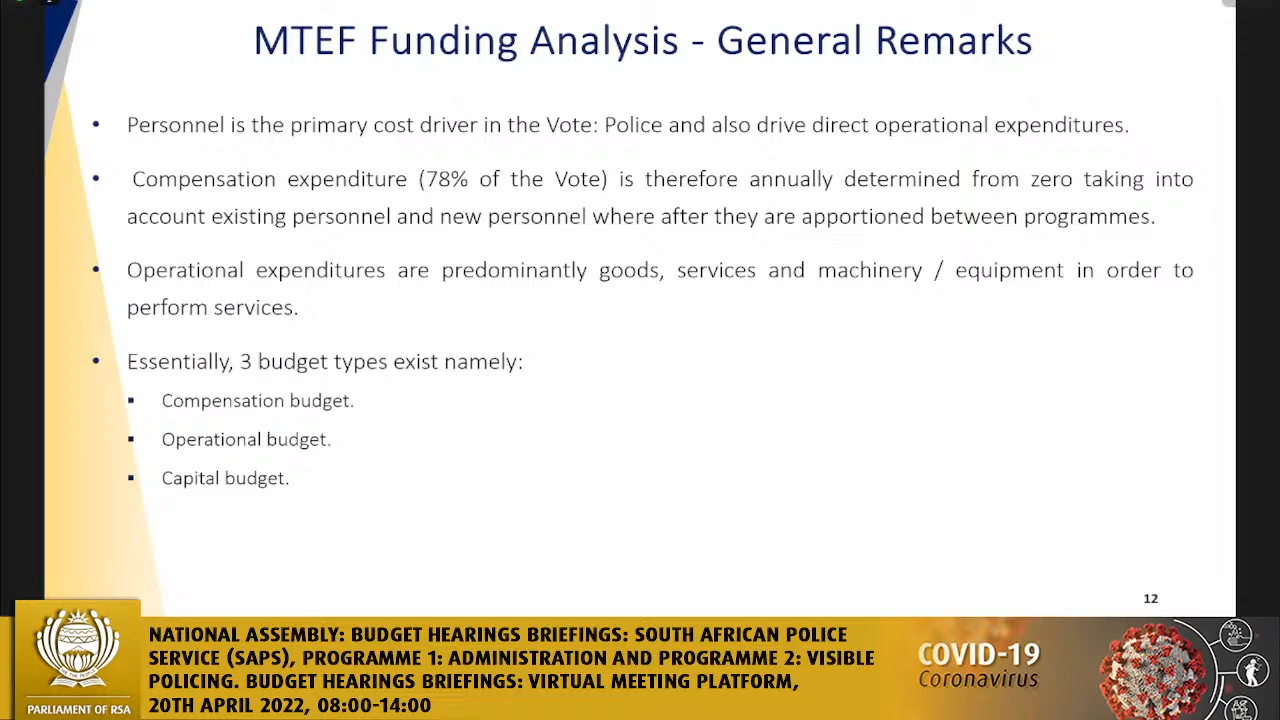 MTEF Funding Analysis - General Remarks
• Personnel is the primary cost driver in the Vote: Police and also drive direct operational expenditures.
• Compensation expenditure (78% of the Vote) is therefore annually determined from zero taking into
account existing personnel and new personnel where after they are apportioned between programmes.
• Operational expenditures are predominantly goods, services and machinery / equipment in order to
perform services.
• Essentially, 3 budget types exist namely:
▪ Compensation budget.
▪ Operational budget.
▪ Capital budget.
12
NATIONAL ASSEMBLY: BUDGET HEARINGS BRIEFINGS: SOUTH AFRICAN POLICE
SERVICE (SAPS), PROGRAMME 1: ADMINISTRATION AND PROGRAMME 2: VISIBLE
POLICING. BUDGET HEARINGS BRIEFINGS: VIRTUAL MEETING PLATFORM,
20TH APRIL 2022, 08:00-14:00
PARLIAMENT OF RSA
COVID-19
Coronavirus